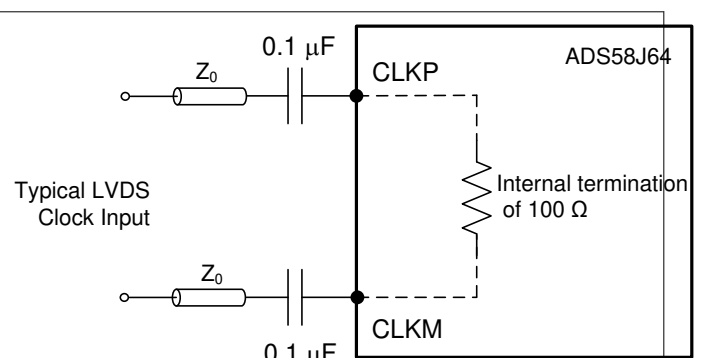 0.1 μF
Z₀
CLKP
ADS58J64
Typical LVDS
Clock Input
Internal termination
of 100 Ω
Z₀
CLKM
0.1 μF